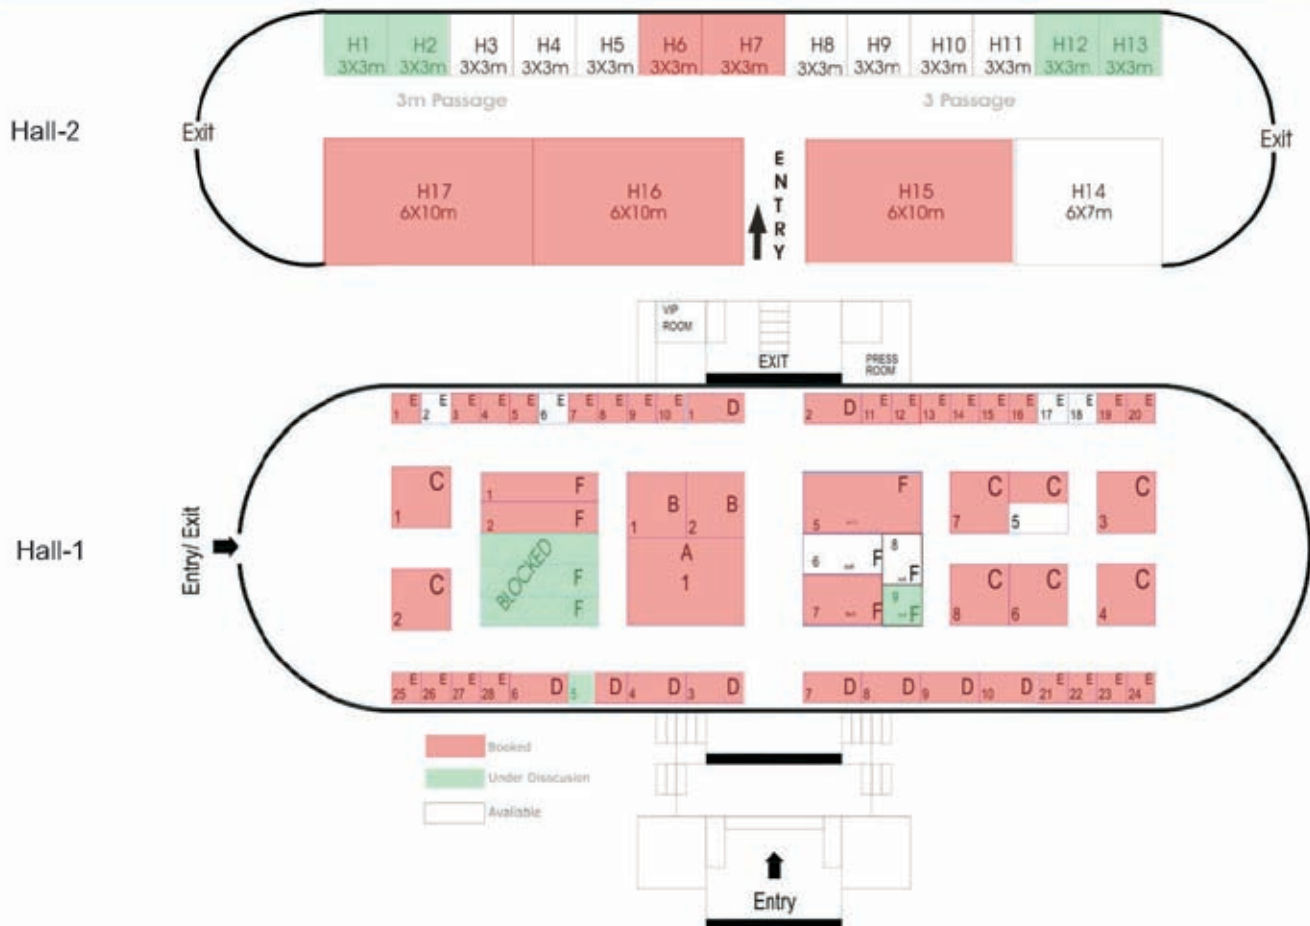 H1 H2 H3 H4 H5 H6 H7 H8 H9 H10 H11 H12 H13
3X3m 3X3m 3X3m 3X3m 3X3m 3X3m 3X3m 3X3m 3X3m 3X3m 3X3m 3X3m 3X3m
3m Passage 3 Passage
Hall-2
Exit
Exit
H17 H16 H15 H14
6X10m 6X10m 6X10m 6X7m
ENTRY
VIP
ROOM
EXIT
PRESS
ROOM
1 E 2 E 3 E 4 E 5 E 6 E 7 E 8 E 9 E 10 E 1 D
2 D 11 E 12 E 13 E 14 E 15 E 16 E 17 E 18 E 19 E 20 E
Hall-1
Entry/ Exit
C 1
C 2
1 F
2 F
BLOCKED
F
F
1 B 2 B
A
1
F 5
6 F
8 F
7 F
9 F
C 7
C 5
C 3
C 8
C 6
C 4
25 E 26 E 27 E 28 E 6 D 5 D 4 D 3 D
7 D 8 D 9 D 10 D 21 E 22 E 23 E 24 E
Booked
Under Disscusion
Available
Entry